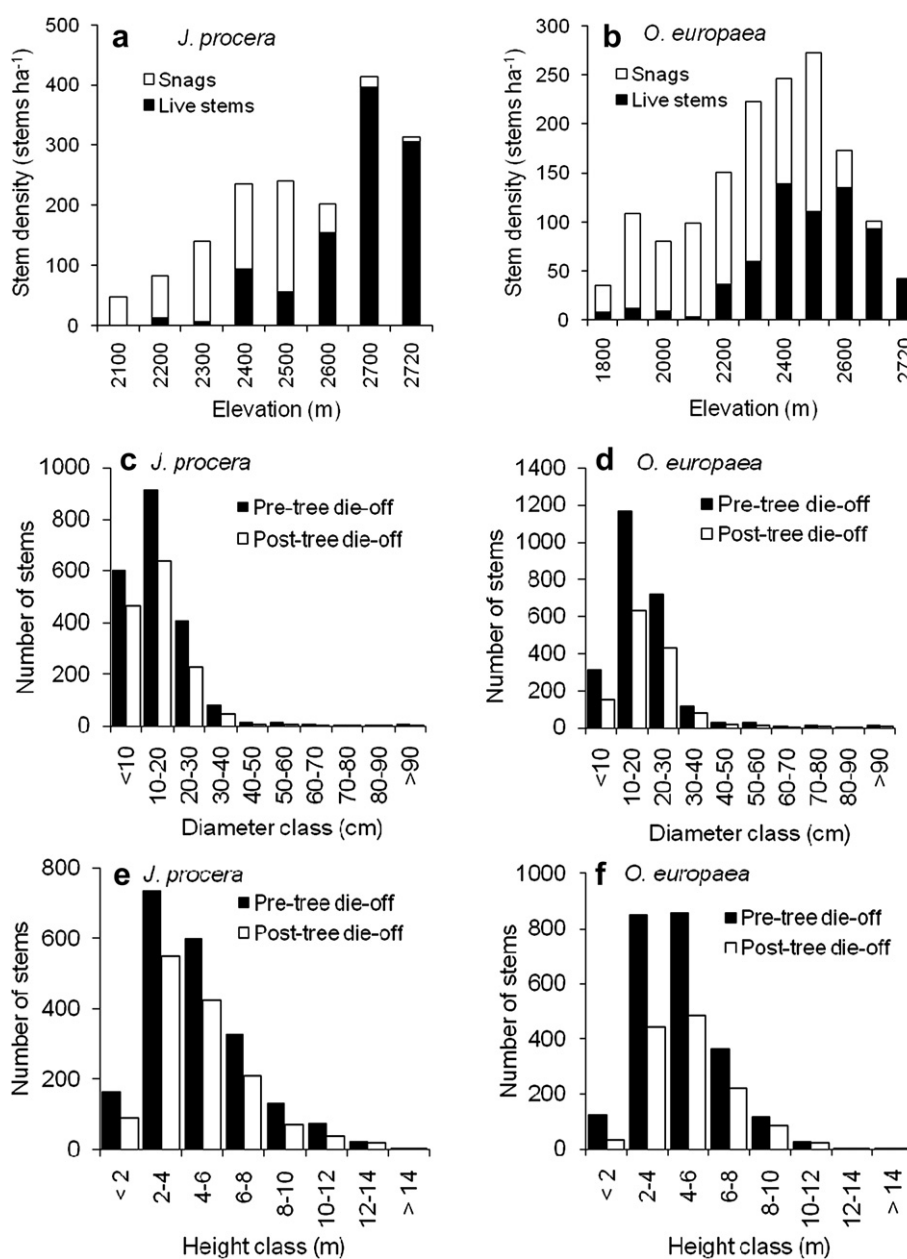 a
J. procera
Snags
Live stems
Stem density (stems ha-1)
500
400
300
200
100
0
2100
2200
2300
2400
2500
2600
2700
2720
Elevation (m)
b
O. europaea
Snags
Live stems
Stem density (stems ha-1)
300
250
200
150
100
50
0
1800
2000
2200
2400
2600
2720
Elevation (m)
c
J. procera
Pre-tree die-off
Post-tree die-off
Number of stems
1000
800
600
400
200
0
<10
10-20
20-30
30-40
40-50
50-60
60-70
70-80
80-90
>90
Diameter class (cm)
d
O. europaea
Pre-tree die-off
Post-tree die-off
Number of stems
1400
1200
1000
800
600
400
200
0
<10
10-20
20-30
30-40
40-50
50-60
60-70
70-80
80-90
>90
Diameter class (cm)
e
J. procera
Pre-tree die-off
Post-tree die-off
Number of stems
800
600
400
200
0
< 2
2-4
4-6
6-8
8-10
10-12
12-14
> 14
Height class (m)
f
O. europaea
Pre-tree die-off
Post-tree die-off
Number of stems
1000
800
600
400
200
0
< 2
2-4
4-6
6-8
8-10
10-12
12-14
> 14
Height class (m)